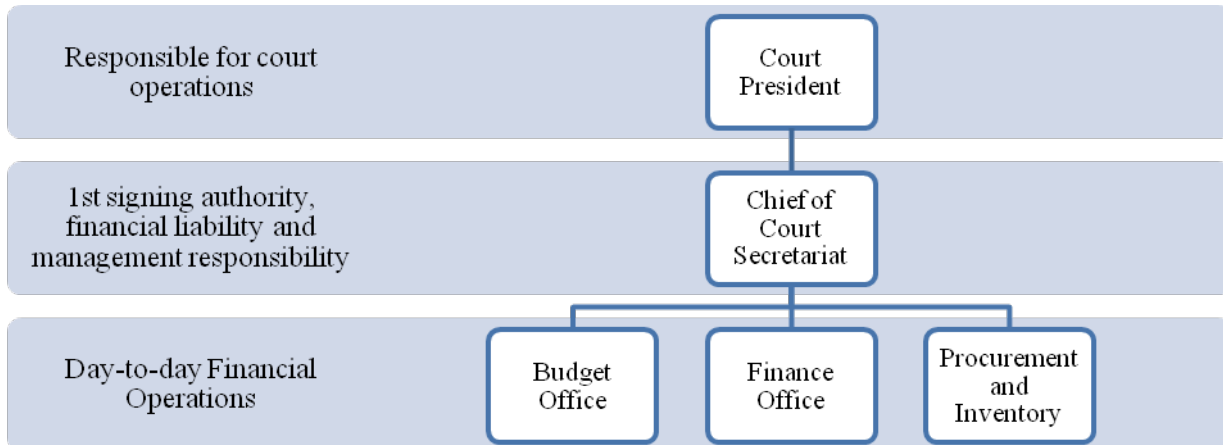 Responsible for court
operations
Court
President
1st signing authority,
financial liability and
management responsibility
Chief of
Court
Secretariat
Day-to-day Financial
Operations
Budget
Office
Finance
Office
Procurement
and
Inventory